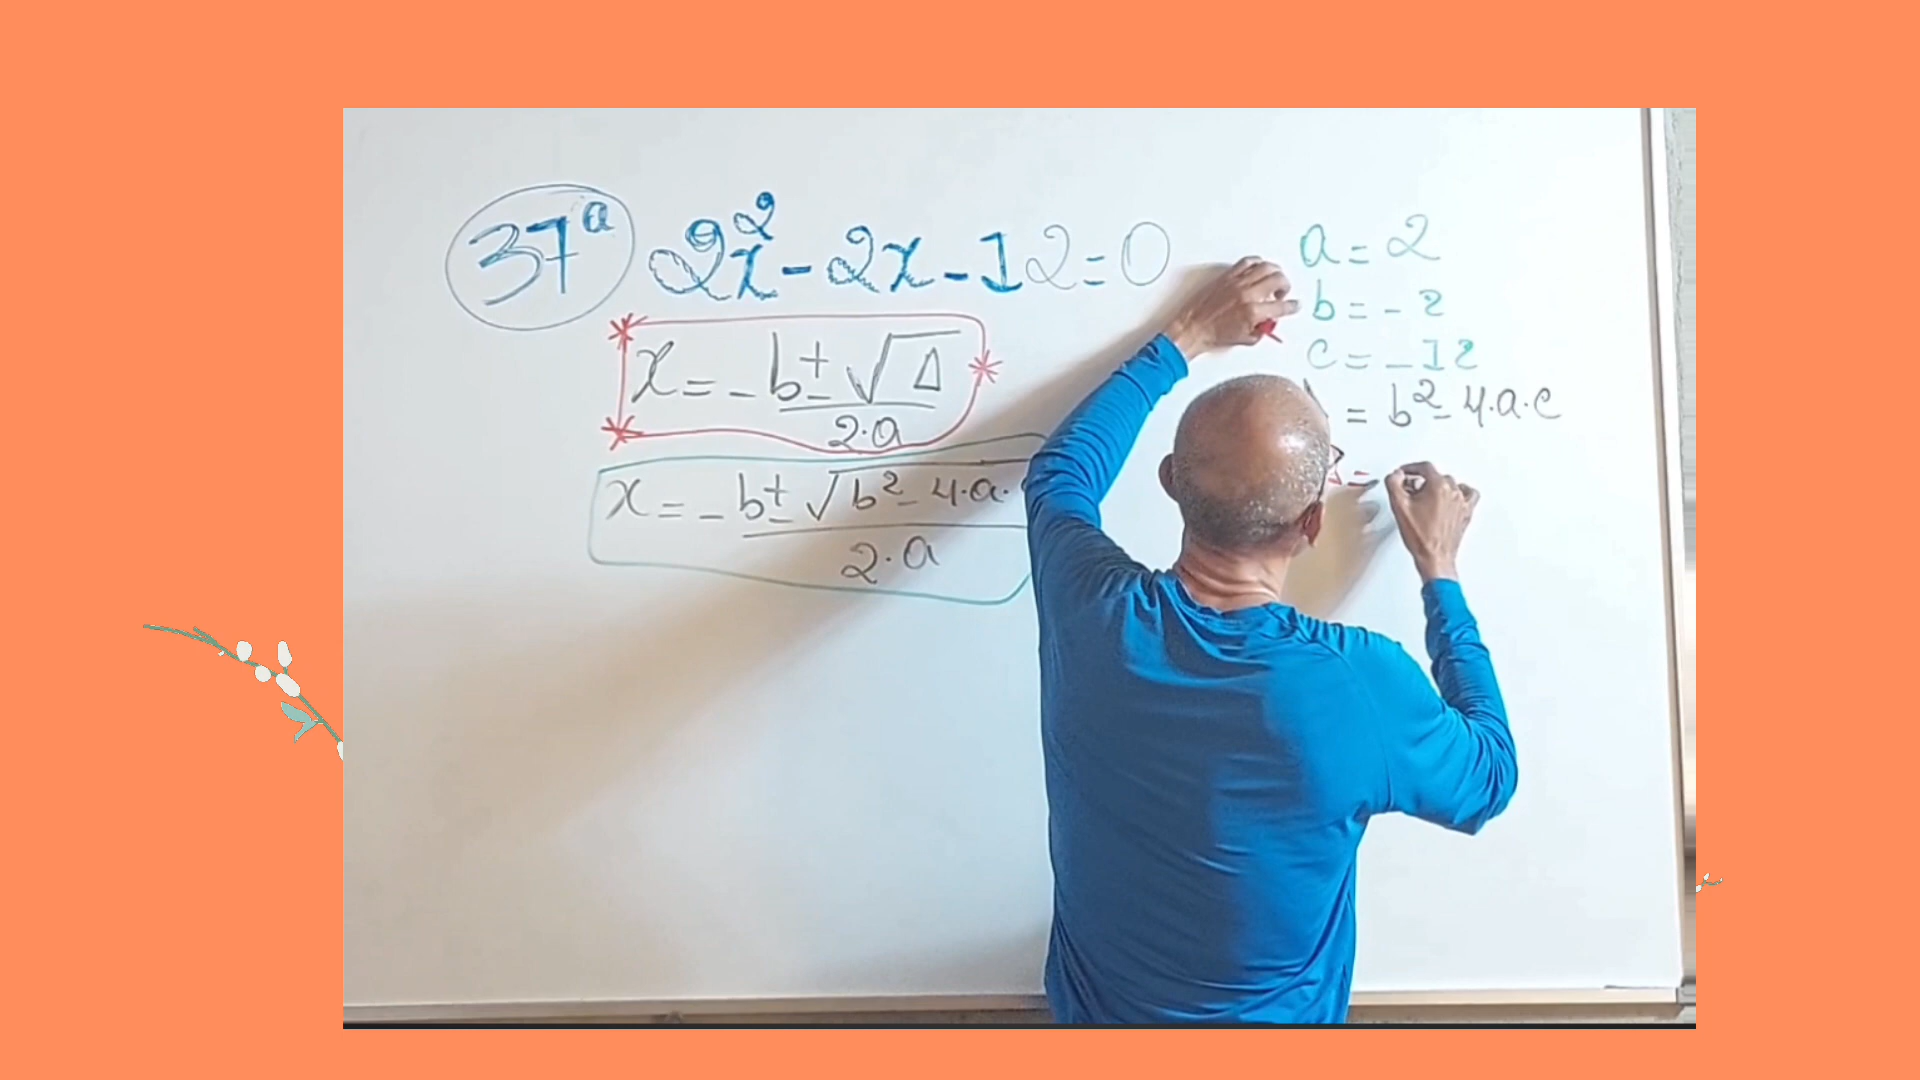 37ª 2x² - 2x - 12 = 0
x = -b ± √Δ
2·a
x = -b ± √b² - 4·a·
2·a
a = 2
b = -2
c = -12
= b² - 4·a·c
Δ =